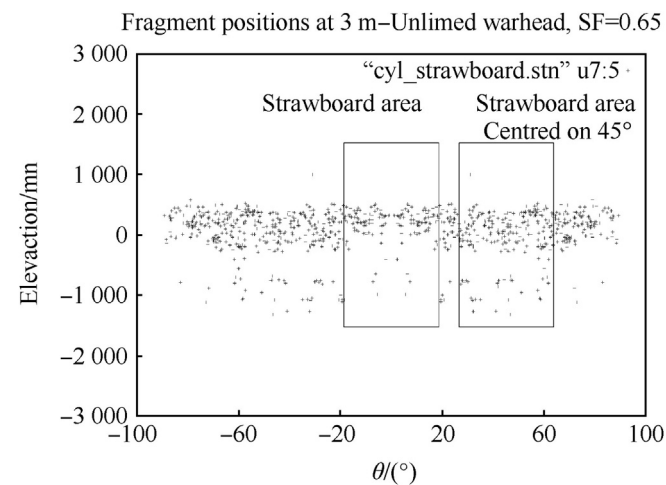 Fragment positions at 3 m–Unlimed warhead, SF=0.65
3 000
“cyl_strawboard.stn” u7:5
Strawboard area
Strawboard area
Centred on 45°
2 000
1 000
0
−1 000
−2 000
−3 000
Elevaction/mn
−100
−60
−20
20
60
100
θ/(°)